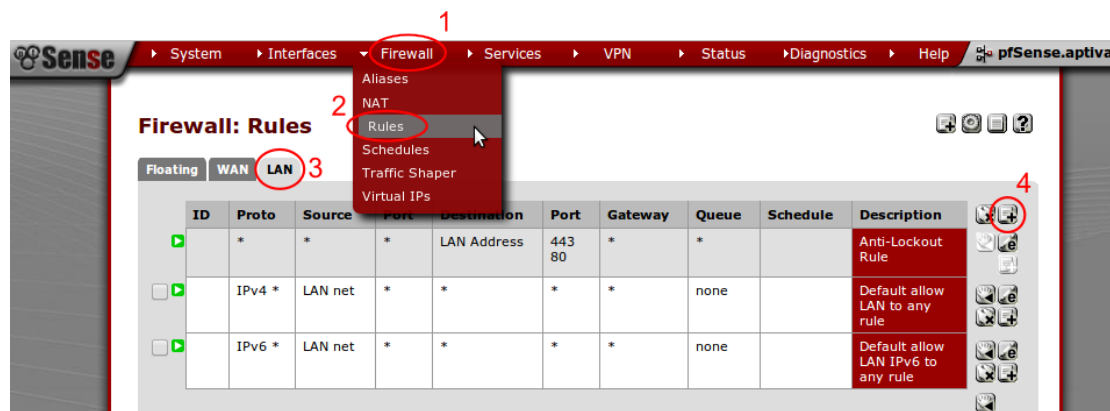 1
Sense
System Interfaces Firewall Services VPN Status Diagnostics Help pfSense.aptiva
Aliases
NAT
2
Rules
Schedules
Traffic Shaper
Virtual IPs
Firewall: Rules
?
Floating WAN LAN 3
4
ID Proto Source Port Destination Port Gateway Queue Schedule Description
* * * LAN Address 443 80 * * Anti-Lockout
Rule
IPv4 * LAN net * * * * none Default allow
LAN to any
rule
IPv6 * LAN net * * * * none Default allow
LAN IPv6 to
any rule